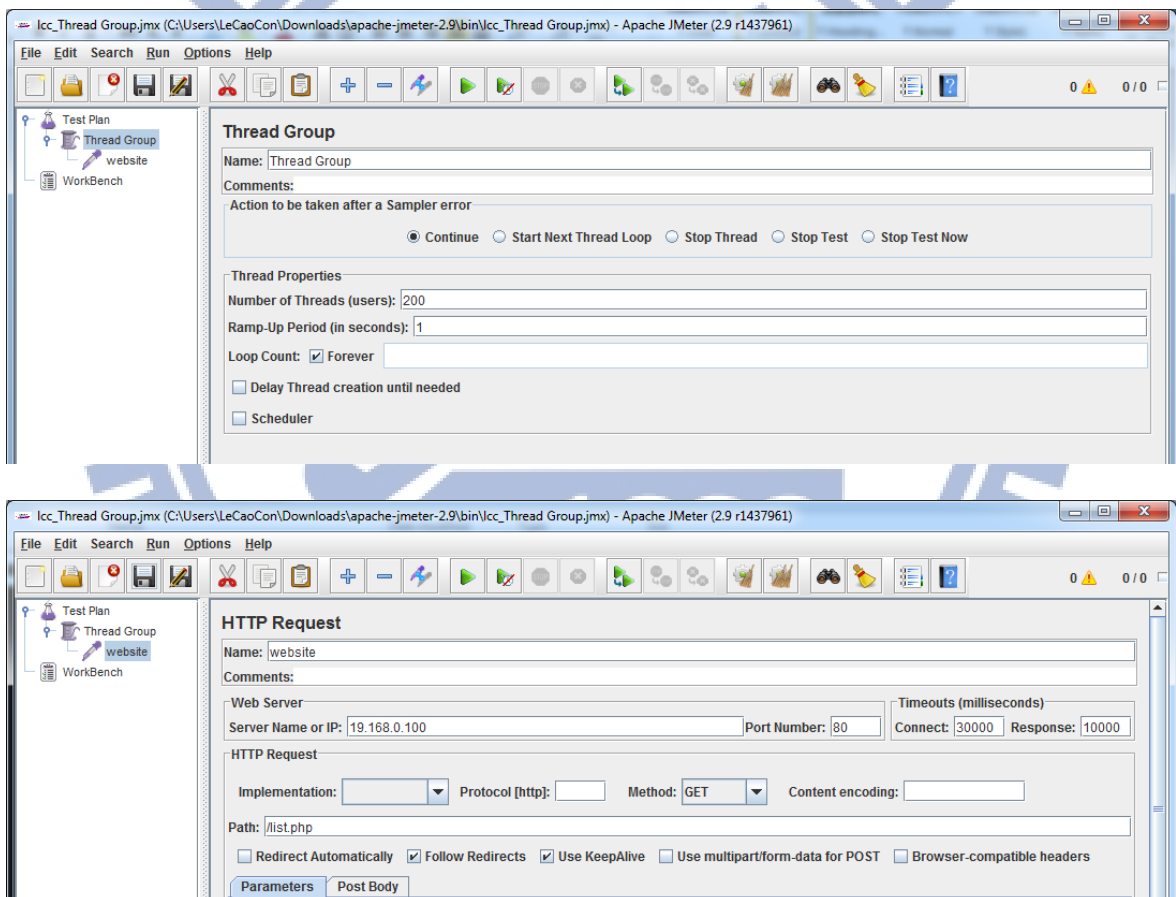 lcc_Thread Group.jmx (C:\Users\LeCaoCon\Downloads\apache-jmeter-2.9\bin\lcc_Thread Group.jmx) - Apache JMeter (2.9 r1437961)
File Edit Search Run Options Help
0 0 / 0
Test Plan
Thread Group
website
WorkBench
Thread Group
Name: Thread Group
Comments:
Action to be taken after a Sampler error
Continue Start Next Thread Loop Stop Thread Stop Test Stop Test Now
Thread Properties
Number of Threads (users): 200
Ramp-Up Period (in seconds): 1
Loop Count: Forever
Delay Thread creation until needed
Scheduler
lcc_Thread Group.jmx (C:\Users\LeCaoCon\Downloads\apache-jmeter-2.9\bin\lcc_Thread Group.jmx) - Apache JMeter (2.9 r1437961)
File Edit Search Run Options Help
0 0 / 0
Test Plan
Thread Group
website
WorkBench
HTTP Request
Name: website
Comments:
Web Server
Server Name or IP: 19.168.0.100 Port Number: 80
Timeouts (milliseconds)
Connect: 30000 Response: 10000
HTTP Request
Implementation: Protocol [http]: Method: GET Content encoding:
Path: /list.php
Redirect Automatically Follow Redirects Use KeepAlive Use multipart/form-data for POST Browser-compatible headers
Parameters Post Body